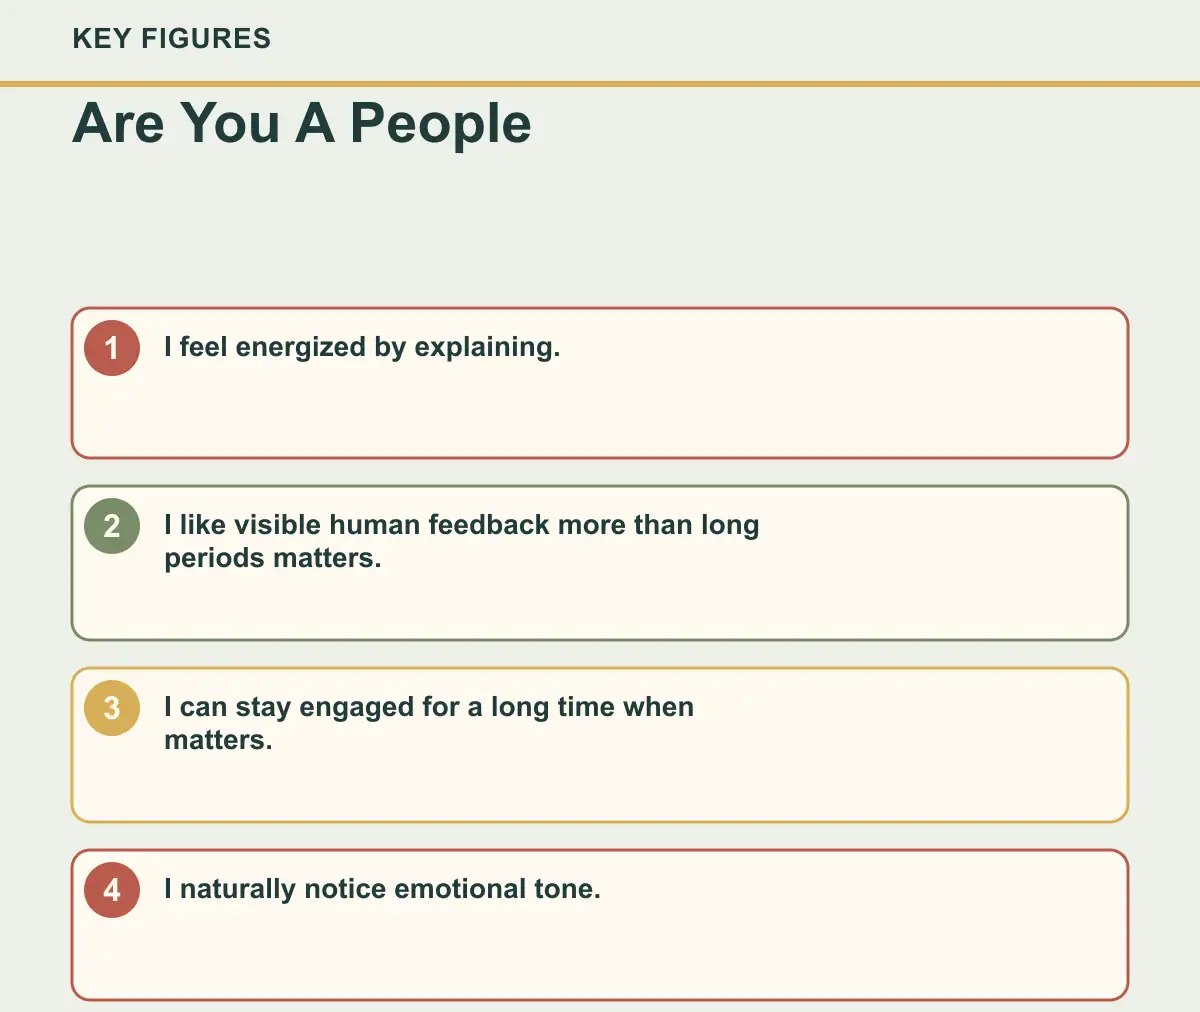 KEY FIGURES
Are You A People
1
I feel energized by explaining.
2
I like visible human feedback more than long
periods matters.
3
I can stay engaged for a long time when
matters.
4
I naturally notice emotional tone.